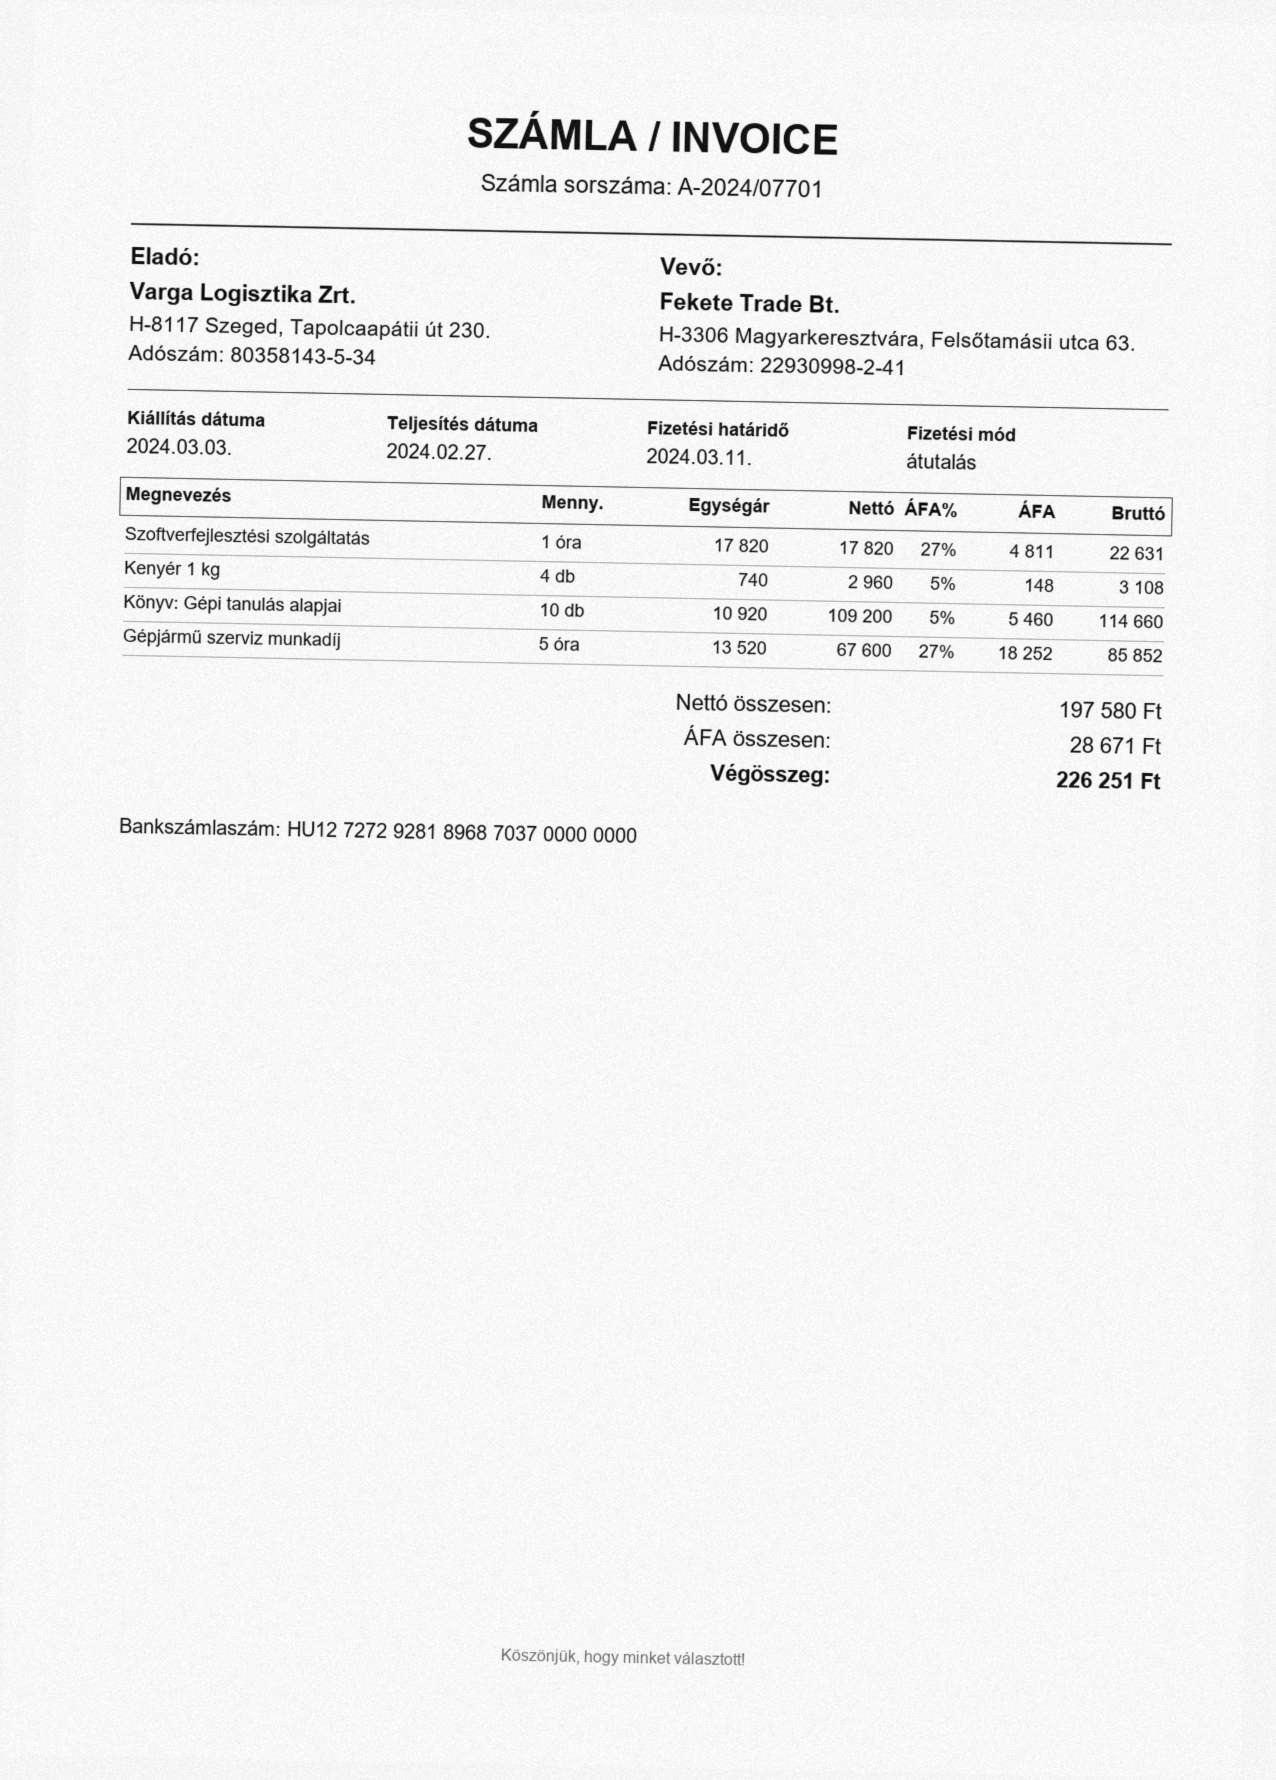 SZÁMLA / INVOICE
Számla sorszáma: A-2024/07701
Eladó:
Varga Logisztika Zrt.
H-8117 Szeged, Tapolcaapátii út 230.
Adószám: 80358143-5-34
Vevő:
Fekete Trade Bt.
H-3306 Magyarkeresztvára, Felsőtamásii utca 63.
Adószám: 22930998-2-41
Kiállítás dátuma Teljesítés dátuma Fizetési határidő Fizetési mód
2024.03.03. 2024.02.27. 2024.03.11. átutalás
Megnevezés Menny. Egységár Nettó ÁFA% ÁFA Bruttó
Szoftverfejlesztési szolgáltatás 1 óra 17 820 17 820 27% 4 811 22 631
Kenyér 1 kg 4 db 740 2 960 5% 148 3 108
Könyv: Gépi tanulás alapjai 10 db 10 920 109 200 5% 5 460 114 660
Gépjármű szerviz munkadíj 5 óra 13 520 67 600 27% 18 252 85 852
Nettó összesen: 197 580 Ft
ÁFA összesen: 28 671 Ft
Végösszeg: 226 251 Ft
Bankszámlaszám: HU12 7272 9281 8968 7037 0000 0000
Köszönjük, hogy minket választott!